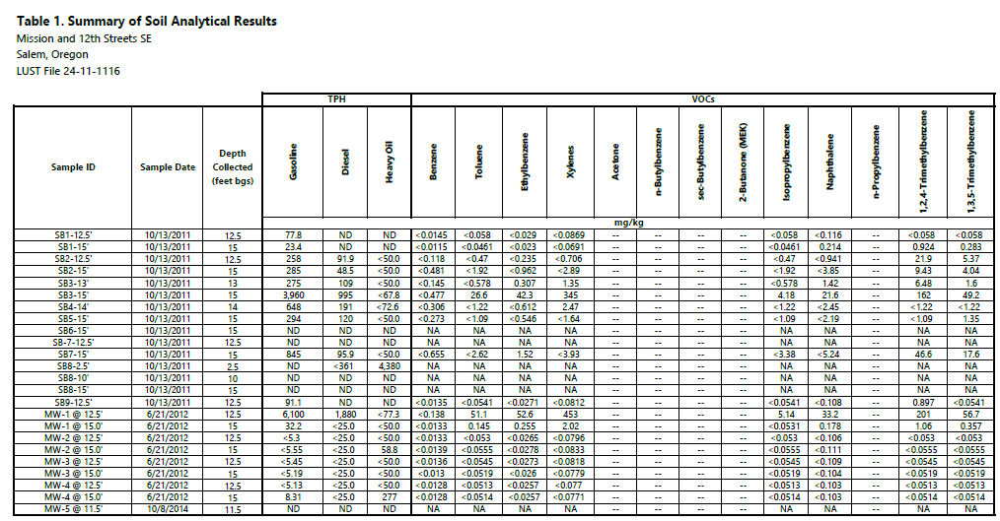 Table 1. Summary of Soil Analytical Results
Mission and 12th Streets SE
Salem, Oregon
LUST File 24-11-1116
TPH VOCs
Sample ID Sample Date Depth Collected (feet bgs) Gasoline Diesel Heavy Oil Benzene Toluene Ethylbenzene Xylenes Acetone n-Butylbenzene sec-Butylbenzene 2-Butanone (MEK) Isopropylbenzene Naphthalene n-Propylbenzene 1,2,4-Trimethylbenzene 1,3,5-Trimethylbenzene
mg/kg
SB1-12.5' 10/13/2011 12.5 77.8 ND ND <0.0145 <0.058 <0.029 <0.0869 -- -- -- -- <0.058 <0.116 -- <0.058 <0.058
SB1-15' 10/13/2011 15 23.4 ND ND <0.0115 <0.0461 <0.023 <0.0691 -- -- -- -- <0.0461 0.214 -- 0.924 0.283
SB2-12.5' 10/13/2011 12.5 258 91.9 <50.0 <0.118 <0.47 <0.235 <0.706 -- -- -- -- <0.47 <0.941 -- 21.9 5.37
SB2-15' 10/13/2011 15 285 48.5 <50.0 <0.481 <1.92 <0.962 <2.89 -- -- -- -- <1.92 <3.85 -- 9.43 4.04
SB3-13' 10/13/2011 13 275 109 <50.0 <0.145 <0.578 0.307 1.35 -- -- -- -- <0.578 1.42 -- 6.48 1.6
SB3-15' 10/13/2011 15 3,960 995 <67.8 <0.477 26.6 42.3 345 -- -- -- -- 4.18 21.6 -- 162 49.2
SB4-14' 10/13/2011 14 648 191 <72.6 <0.306 <1.22 <0.612 2.47 -- -- -- -- <1.22 <2.45 -- <1.22 <1.22
SB5-15' 10/13/2011 15 294 120 <50.0 <0.273 <1.09 <0.546 <1.64 -- -- -- -- <1.09 <2.19 -- <1.09 1.35
SB6-15' 10/13/2011 15 ND ND ND NA NA NA NA -- -- -- -- NA NA -- NA NA
SB-7-12.5' 10/13/2011 12.5 ND ND ND NA NA NA NA -- -- -- -- NA NA -- NA NA
SB7-15' 10/13/2011 15 845 95.9 <50.0 <0.655 <2.62 1.52 <3.93 -- -- -- -- <3.38 <5.24 -- 46.6 17.6
SB8-2.5' 10/13/2011 2.5 ND <361 4,380 NA NA NA NA -- -- -- -- NA NA -- NA NA
SB8-10' 10/13/2011 10 ND ND ND NA NA NA NA -- -- -- -- NA NA -- NA NA
SB8-15' 10/13/2011 15 ND ND ND NA NA NA NA -- -- -- -- NA NA -- NA NA
SB9-12.5' 10/13/2011 12.5 91.1 ND ND <0.0135 <0.0541 <0.0271 <0.0812 -- -- -- -- <0.0541 <0.108 -- 0.897 <0.0541
MW-1 @ 12.5' 6/21/2012 12.5 6,100 1,880 <77.3 <0.138 51.1 52.6 453 -- -- -- -- 5.14 33.2 -- 201 56.7
MW-1 @ 15.0' 6/21/2012 15 32.2 <25.0 <50.0 <0.0133 0.145 0.255 2.02 -- -- -- -- <0.0531 0.178 -- 1.06 0.357
MW-2 @ 12.5' 6/21/2012 12.5 <5.3 <25.0 <50.0 <0.0133 <0.053 <0.0265 <0.0796 -- -- -- -- <0.053 <0.106 -- <0.053 <0.053
MW-2 @ 15.0' 6/21/2012 15 <5.55 <25.0 58.8 <0.0139 <0.0555 <0.0278 <0.0833 -- -- -- -- <0.0555 <0.111 -- <0.0555 <0.0555
MW-3 @ 12.5' 6/21/2012 12.5 <5.45 <25.0 <50.0 <0.0136 <0.0545 <0.0273 <0.0818 -- -- -- -- <0.0545 <0.109 -- <0.0545 <0.0545
MW-3 @ 15.0' 6/21/2012 15 <5.19 <25.0 <50.0 <0.013 <0.0519 <0.026 <0.0779 -- -- -- -- <0.0519 <0.104 -- <0.0519 <0.0519
MW-4 @ 12.5' 6/21/2012 12.5 <5.13 <25.0 <50.0 <0.0128 <0.0513 <0.0257 <0.077 -- -- -- -- <0.0513 <0.103 -- <0.0513 <0.0513
MW-4 @ 15.0' 6/21/2012 15 8.31 <25.0 277 <0.0128 <0.0514 <0.0257 <0.0771 -- -- -- -- <0.0514 <0.103 -- <0.0514 <0.0514
MW-5 @ 11.5' 10/8/2014 11.5 ND ND ND NA NA NA NA -- -- -- -- NA NA -- NA NA